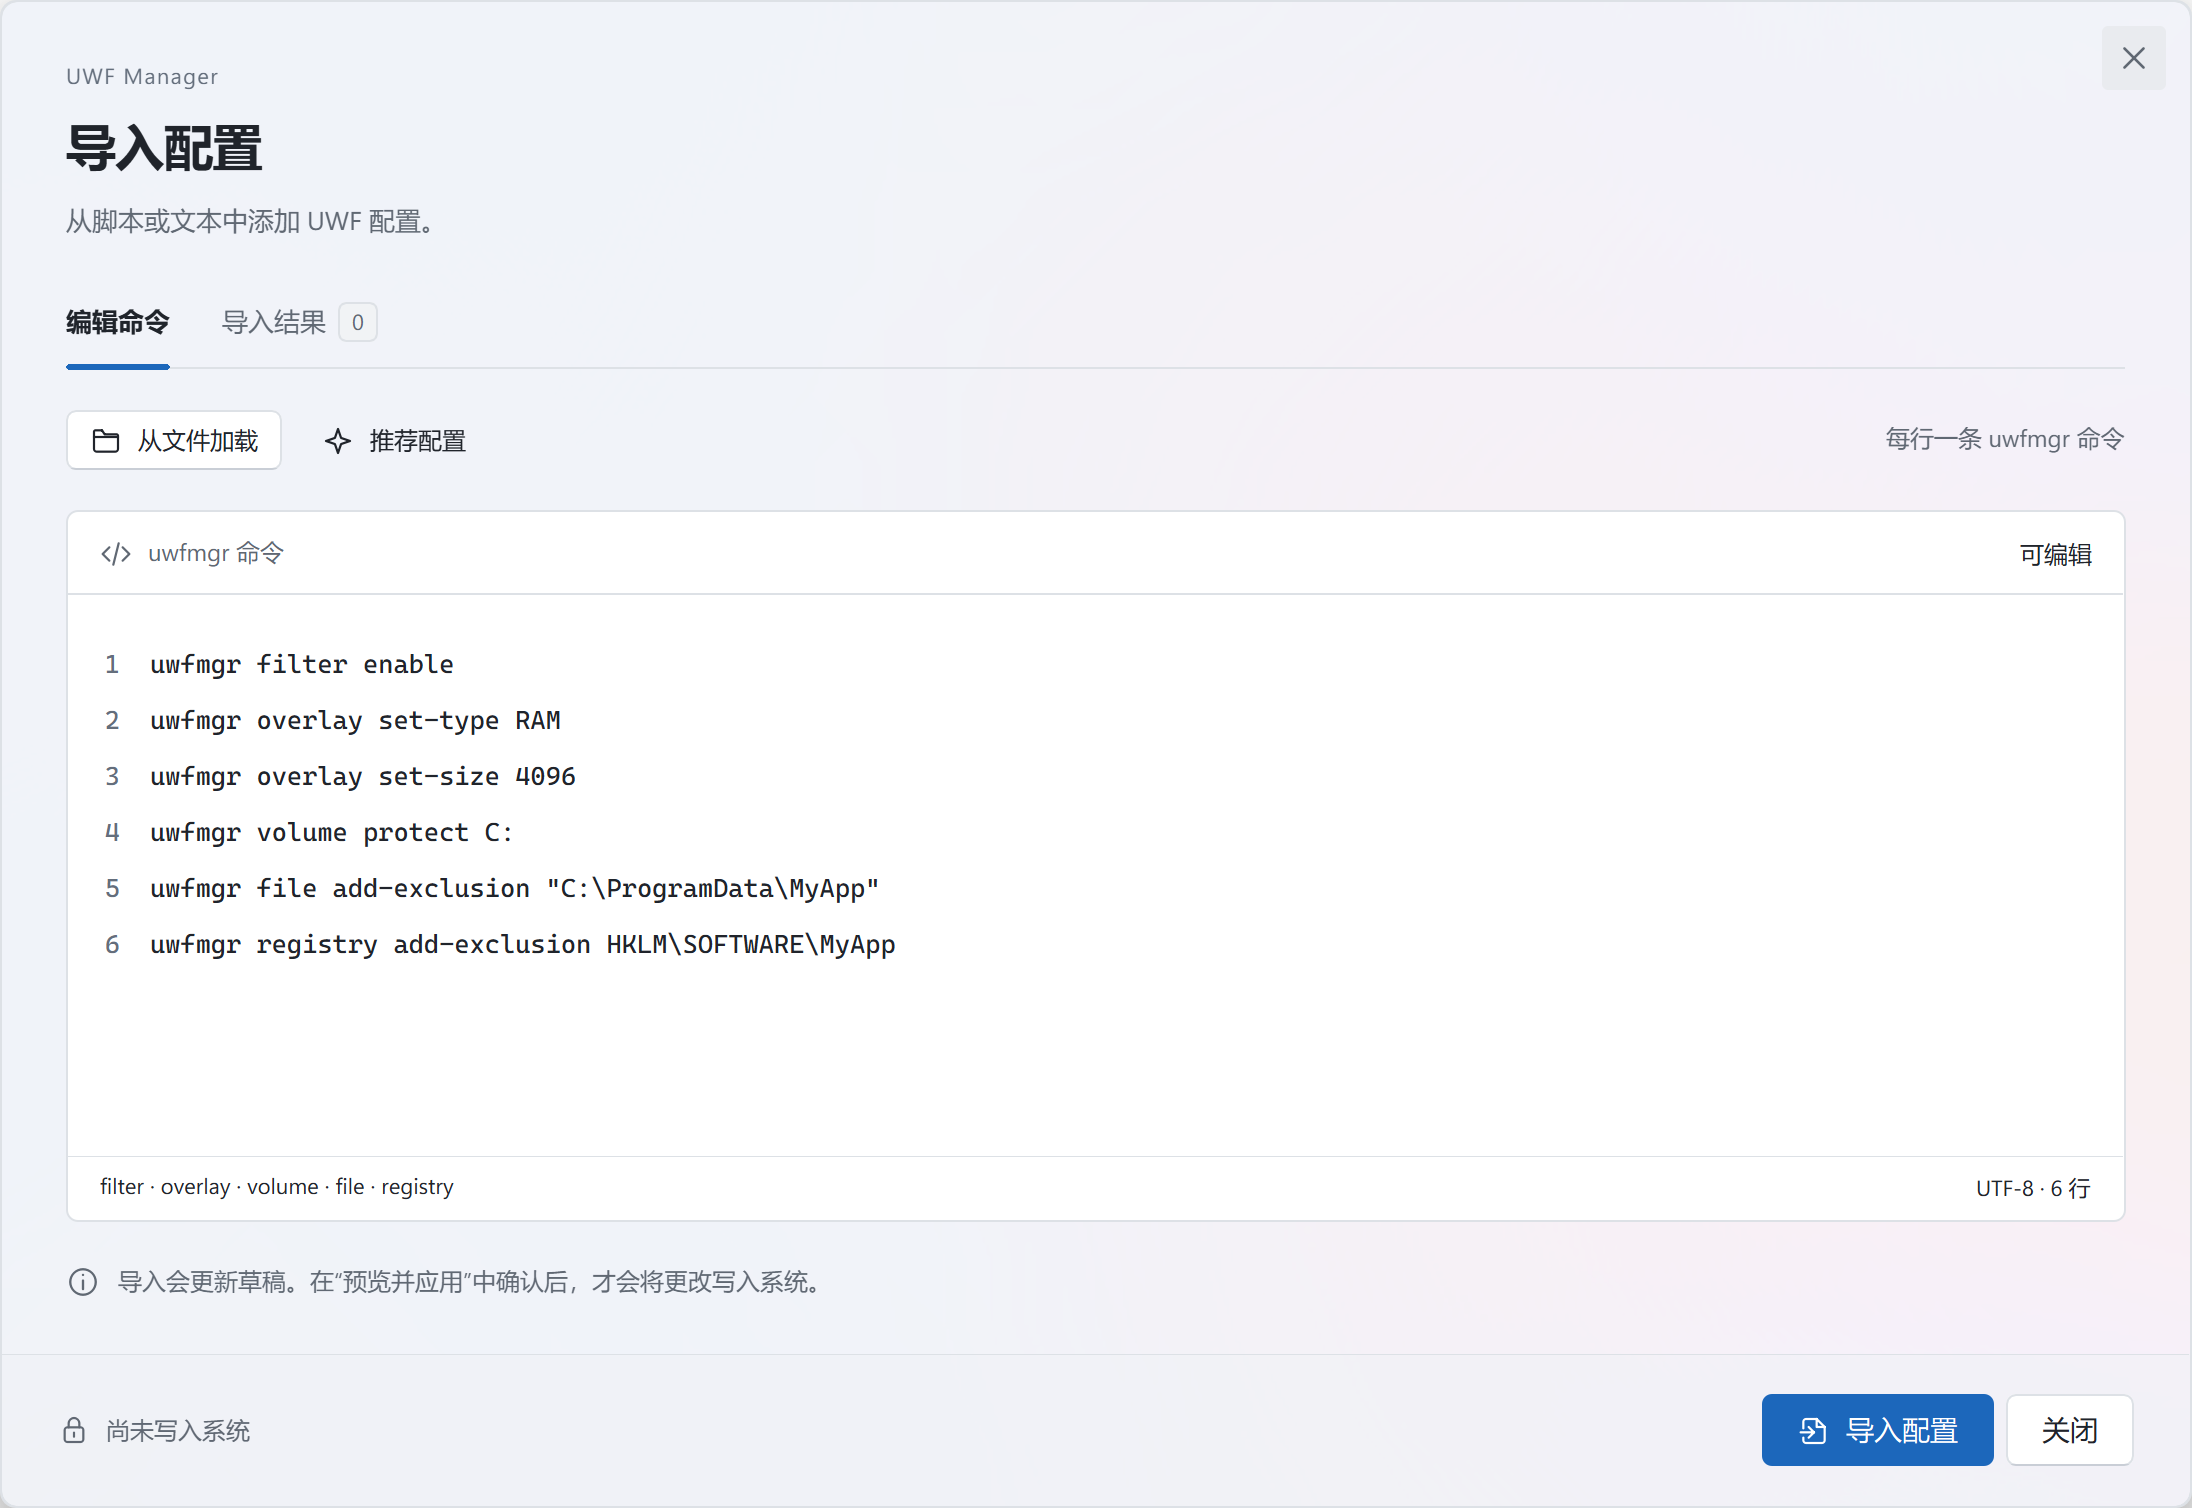 UWF Manager
导入配置
从脚本或文本中添加 UWF 配置。
编辑命令 导入结果 0
从文件加载 推荐配置 每行一条 uwfmgr 命令
</> uwfmgr 命令 可编辑
1 uwfmgr filter enable
2 uwfmgr overlay set-type RAM
3 uwfmgr overlay set-size 4096
4 uwfmgr volume protect C:
5 uwfmgr file add-exclusion "C:\ProgramData\MyApp"
6 uwfmgr registry add-exclusion HKLM\SOFTWARE\MyApp
filter · overlay · volume · file · registry UTF-8 · 6 行
导入会更新草稿。在“预览并应用”中确认后，才会将更改写入系统。
尚未写入系统 导入配置 关闭